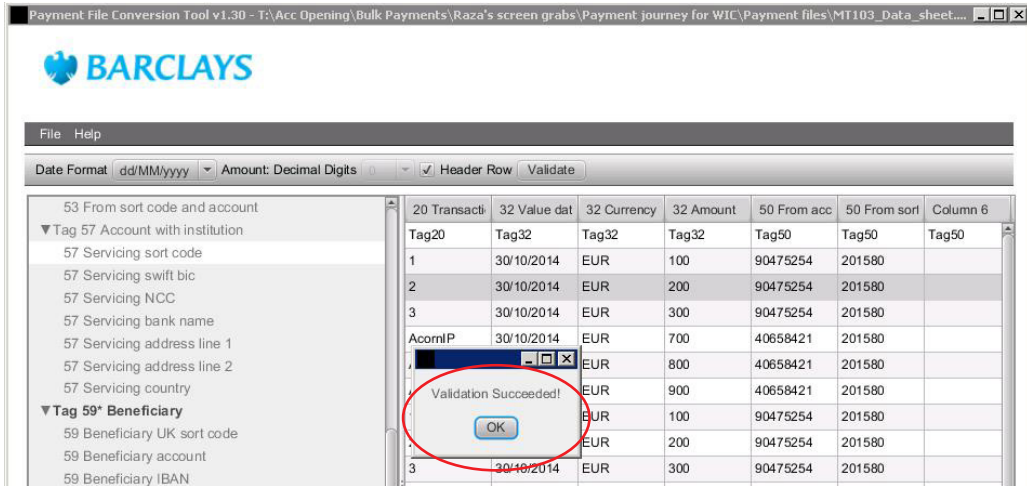 Payment File Conversion Tool v1.30 - T:\Acc Opening\Bulk Payments\Raza's screen grabs\Payment journey for WIC\Payment files\MT103_Data_sheet....
BARCLAYS
File Help
Date Format dd/MM/yyyy Amount: Decimal Digits 0 Header Row Validate
53 From sort code and account
Tag 57 Account with institution
57 Servicing sort code
57 Servicing swift bic
57 Servicing NCC
57 Servicing bank name
57 Servicing address line 1
57 Servicing address line 2
57 Servicing country
Tag 59* Beneficiary
59 Beneficiary UK sort code
59 Beneficiary account
59 Beneficiary IBAN
20 Transacti 32 Value dat 32 Currency 32 Amount 50 From acc 50 From sort Column 6
Tag20 Tag32 Tag32 Tag32 Tag50 Tag50 Tag50
1 30/10/2014 EUR 100 90475254 201580
2 30/10/2014 EUR 200 90475254 201580
3 30/10/2014 EUR 300 90475254 201580
AcornIP 30/10/2014 EUR 700 40658421 201580
EUR 800 40658421 201580
EUR 900 40658421 201580
EUR 100 90475254 201580
EUR 200 90475254 201580
3 30/10/2014 EUR 300 90475254 201580
Validation Succeeded!
OK